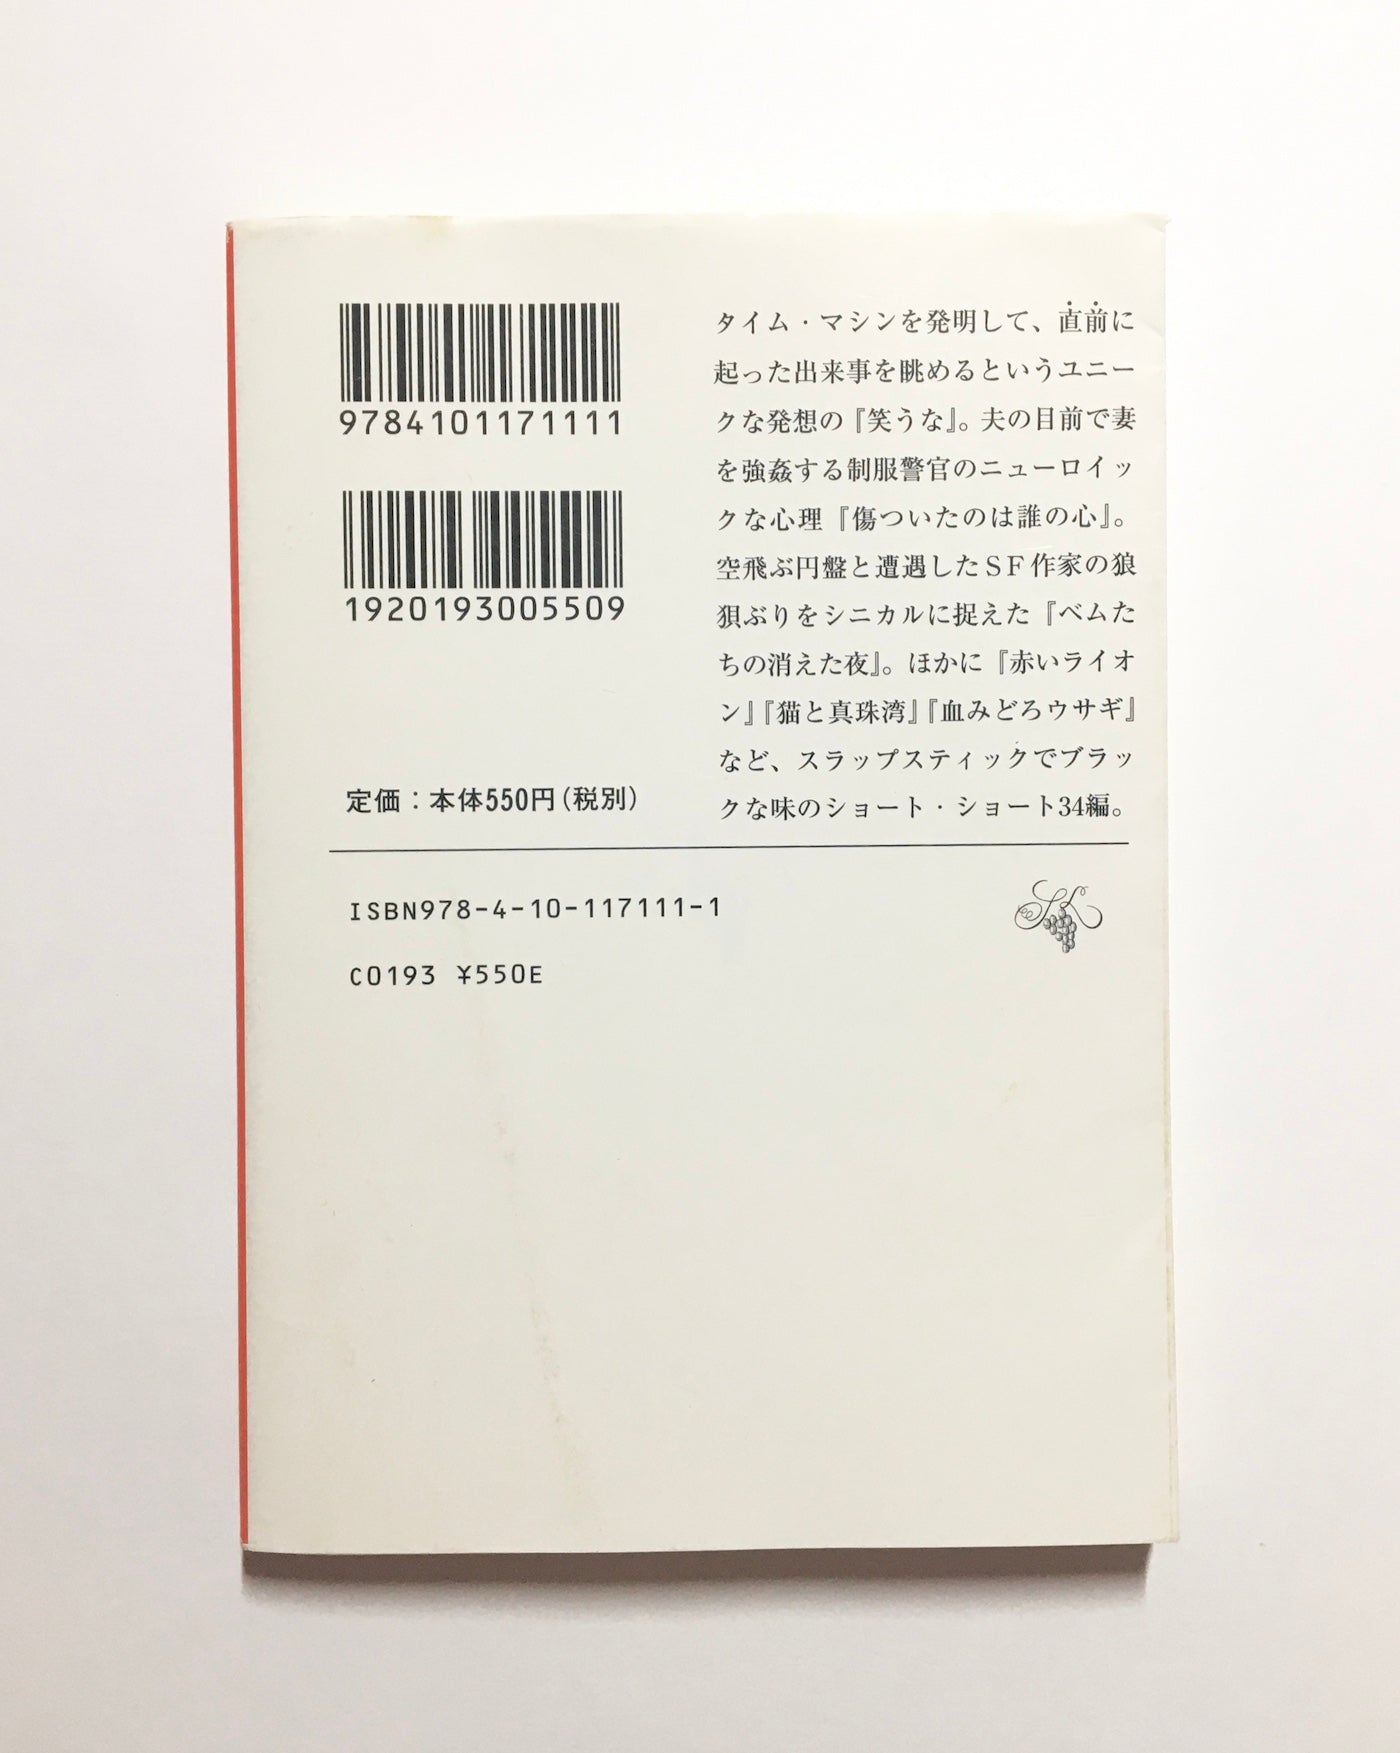 9784101171111
1920193005509
定価：本体550円（税別）
タイム・マシンを発明して、直前に
起った出来事を眺めるというユニー
クな発想の『笑うな』。夫の目前で妻
を強姦する制服警官のニューロイッ
クな心理『傷ついたのは誰の心』。
空飛ぶ円盤と遭遇したＳＦ作家の狼
狽ぶりをシニカルに捉えた『ベムた
ちの消えた夜』。ほかに『赤いライオ
ン』『猫と真珠湾』『血みどろウサギ』
など、スラップスティックでブラッ
クな味のショート・ショート34編。
ISBN978-4-10-117111-1
C0193 ¥550E